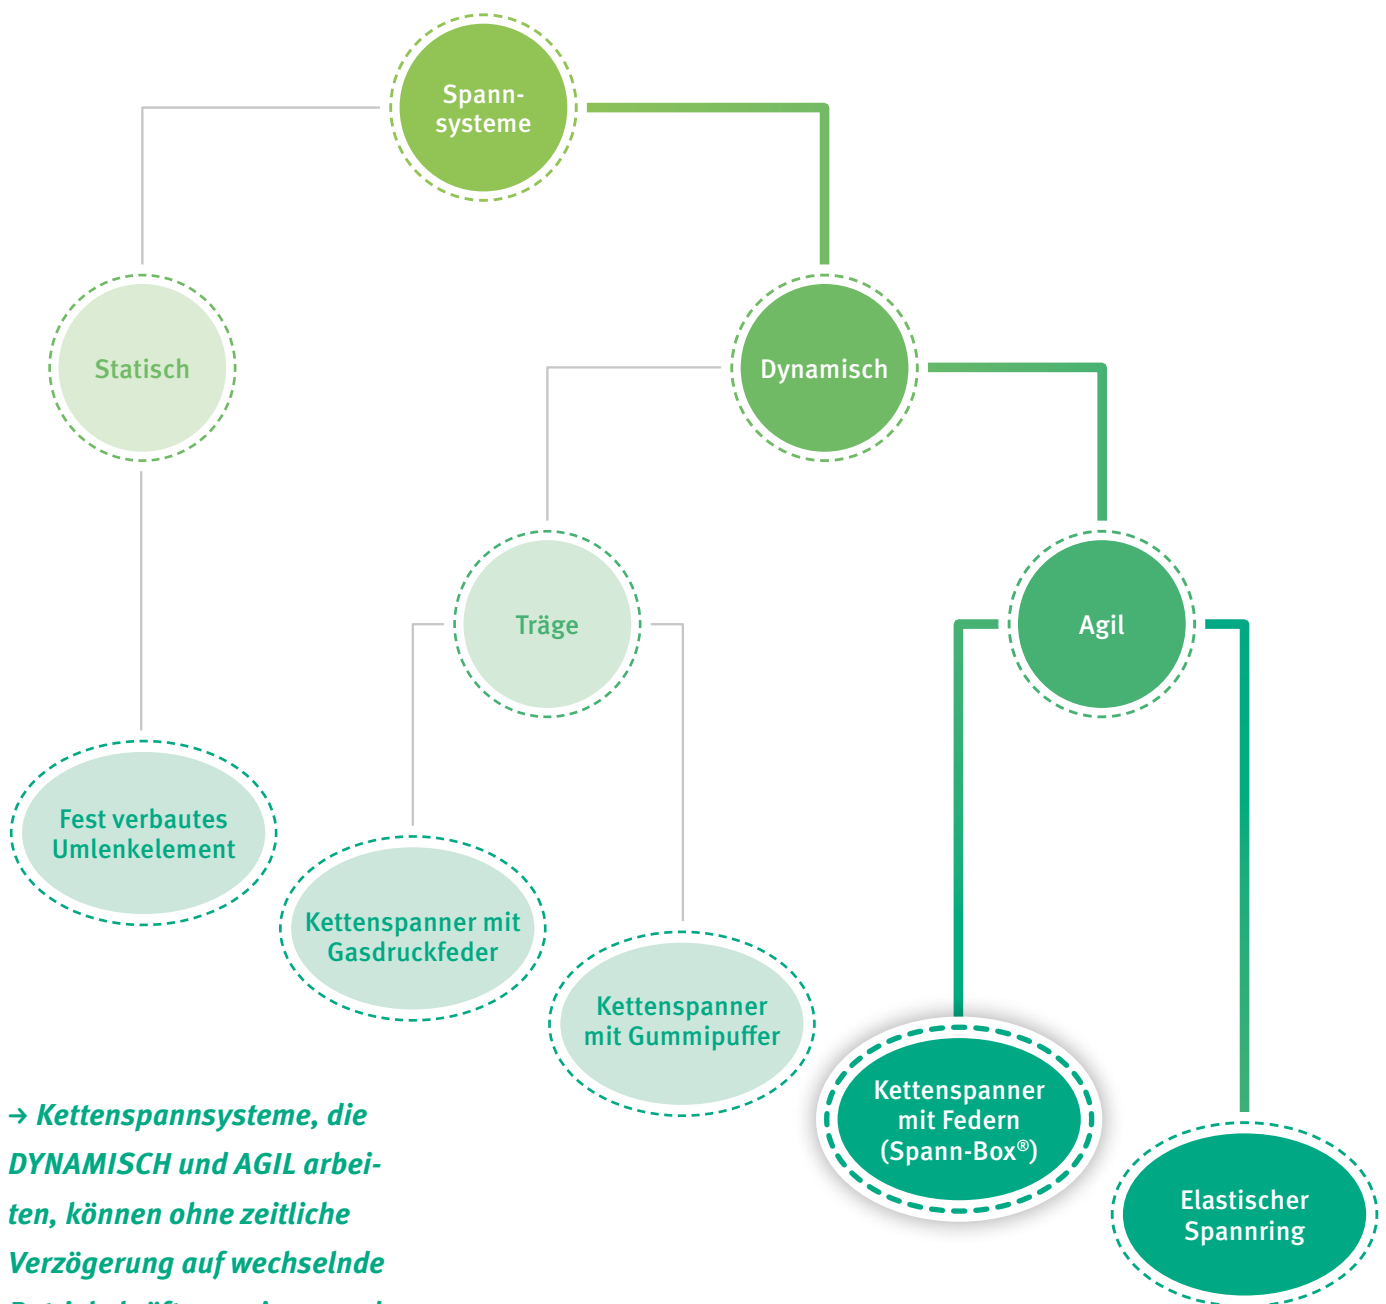 Spann-
systeme
Statisch
Dynamisch
Träge
Agil
Fest verbautes
Umlenkelement
Kettenspanner mit
Gasdruckfeder
Kettenspanner
mit Gummipuffer
Kettenspanner
mit Federn
(Spann-Box®)
Elastischer
Spannring
→ Kettenspannsysteme, die
DYNAMISCH und AGIL arbei-
ten, können ohne zeitliche
Verzögerung auf wechselnde